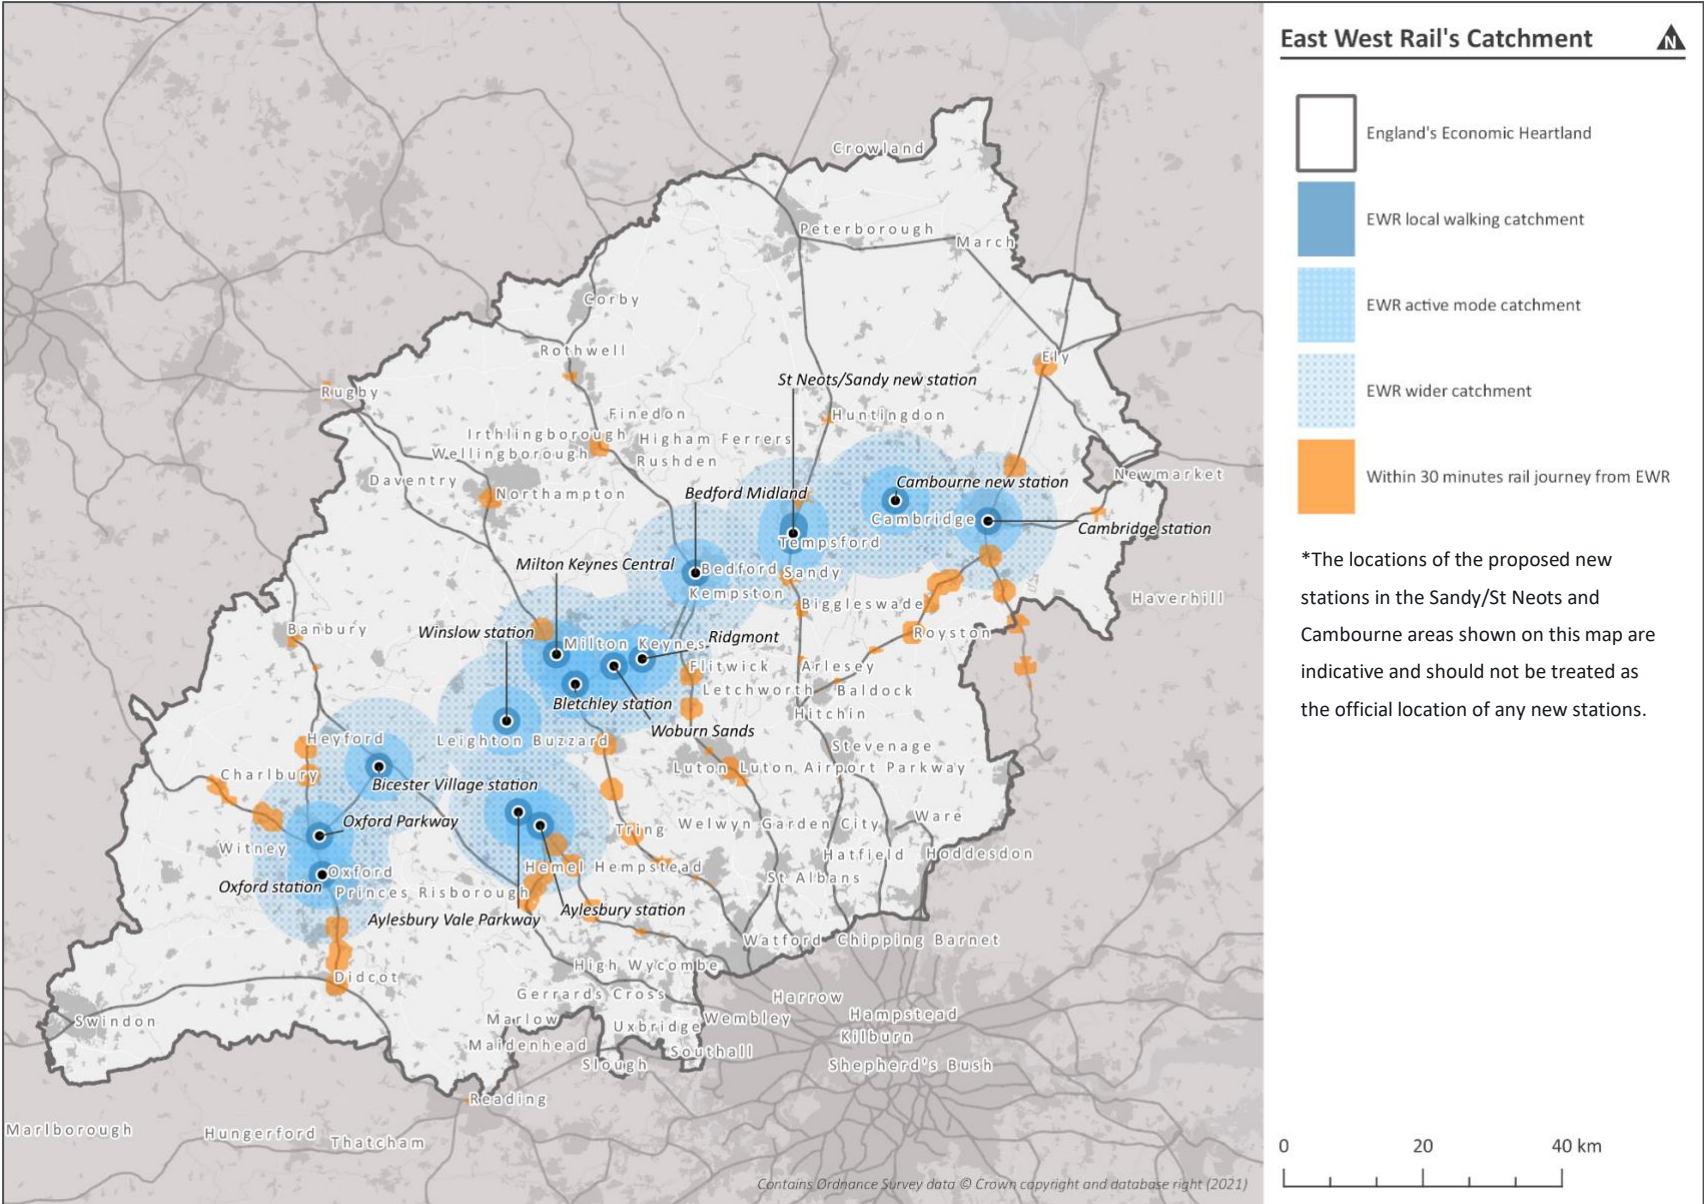 East West Rail's Catchment
N
England's Economic Heartland
EWR local walking catchment
EWR active mode catchment
EWR wider catchment
Within 30 minutes rail journey from EWR
*The locations of the proposed new
stations in the Sandy/St Neots and
Cambourne areas shown on this map are
indicative and should not be treated as
the official location of any new stations.
0 20 40 km
Crowland
Peterborough
March
Corby
Rothwell
Ely
Rugby
St Neots/Sandy new station
Finedon
Huntingdon
Irthlingborough
Higham Ferrers
Wellingborough
Rushden
Newmarket
Daventry
Northampton
Bedford Midland
Cambourne new station
Cambridge
Cambridge station
Tempsford
Milton Keynes Central
Bedford
Sandy
Kempston
Biggleswade
Haverhill
Banbury
Winslow station
Milton Keynes
Ridgmont
Royston
Flitwick
Arlesey
Letchworth
Baldock
Bletchley station
Hitchin
Woburn Sands
Heyford
Leighton Buzzard
Stevenage
Charlbury
Luton
Luton Airport Parkway
Bicester Village station
Oxford Parkway
Tring
Welwyn Garden City
Ware
Witney
Hatfield
Hoddesdon
Oxford
Hemel Hempstead
St Albans
Oxford station
Princes Risborough
Aylesbury Vale Parkway
Aylesbury station
Watford
Chipping Barnet
Didcot
High Wycombe
Gerrards Cross
Harrow
Swindon
Marlow
Uxbridge
Wembley
Hampstead
Kilburn
Maidenhead
Slough
Southall
Shepherd's Bush
Reading
Marlborough
Hungerford
Thatcham
Contains Ordnance Survey data © Crown copyright and database right (2021)